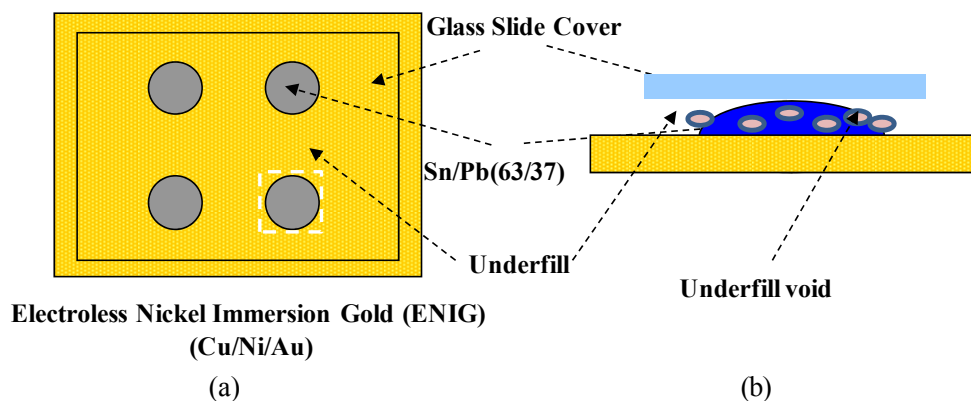 Glass Slide Cover
Sn/Pb(63/37)
Underfill
Underfill void
Electroless Nickel Immersion Gold (ENIG)
(Cu/Ni/Au)
(a)
(b)